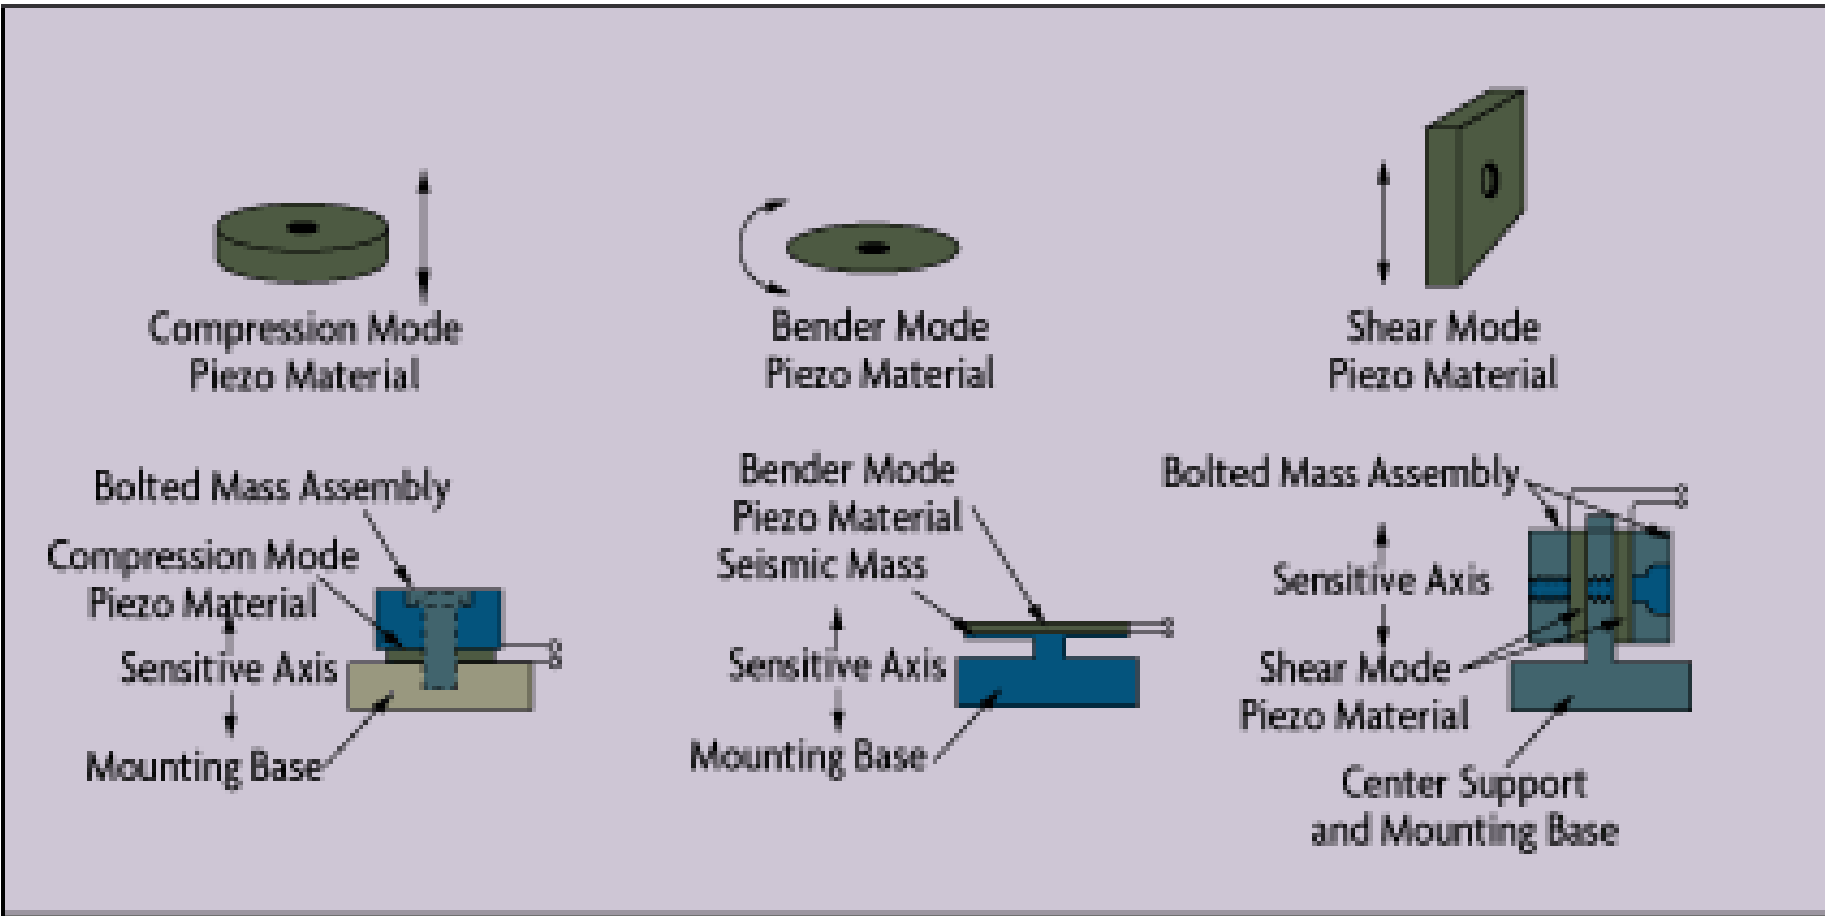 Compression Mode
Piezo Material
Bender Mode
Piezo Material
Shear Mode
Piezo Material
Bolted Mass Assembly
Compression Mode
Piezo Material
Sensitive Axis
Mounting Base
Bender Mode
Piezo Material
Seismic Mass
Sensitive Axis
Mounting Base
Bolted Mass Assembly
Sensitive Axis
Shear Mode
Piezo Material
Center Support
and Mounting Base